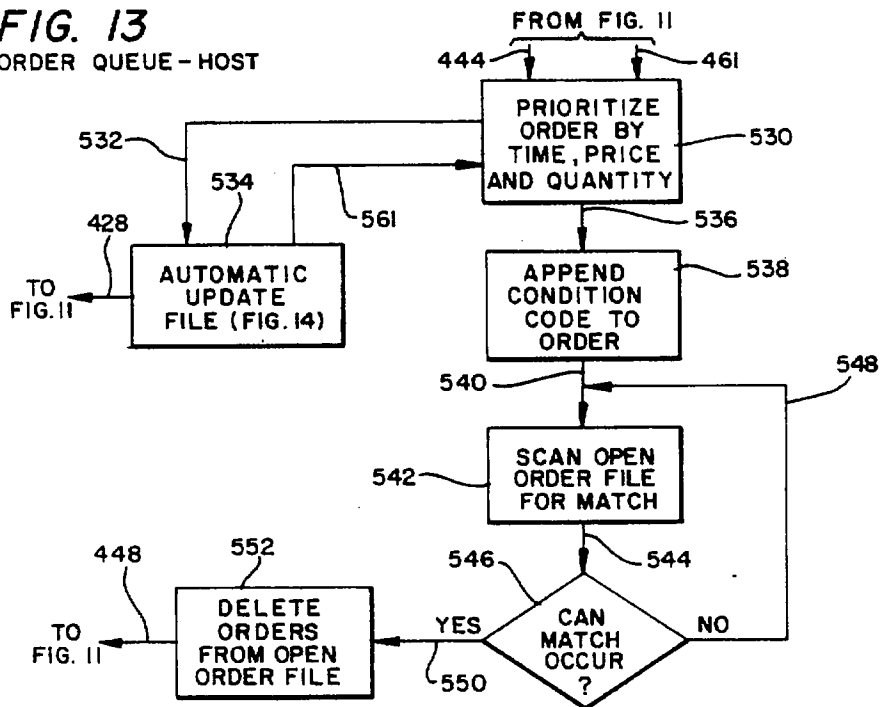 FIG. 13
ORDER QUEUE-HOST
FROM FIG. 11
444
461
PRIORITIZE
ORDER BY
TIME, PRICE
AND QUANTITY
530
532
534
561
536
428
TO
FIG. 11
AUTOMATIC
UPDATE
FILE (FIG. 14)
APPEND
CONDITION
CODE TO
ORDER
538
540
548
SCAN OPEN
ORDER FILE
FOR MATCH
542
544
546
552
448
TO
FIG. 11
DELETE
ORDERS
FROM OPEN
ORDER FILE
YES
550
CAN
MATCH
OCCUR
?
NO